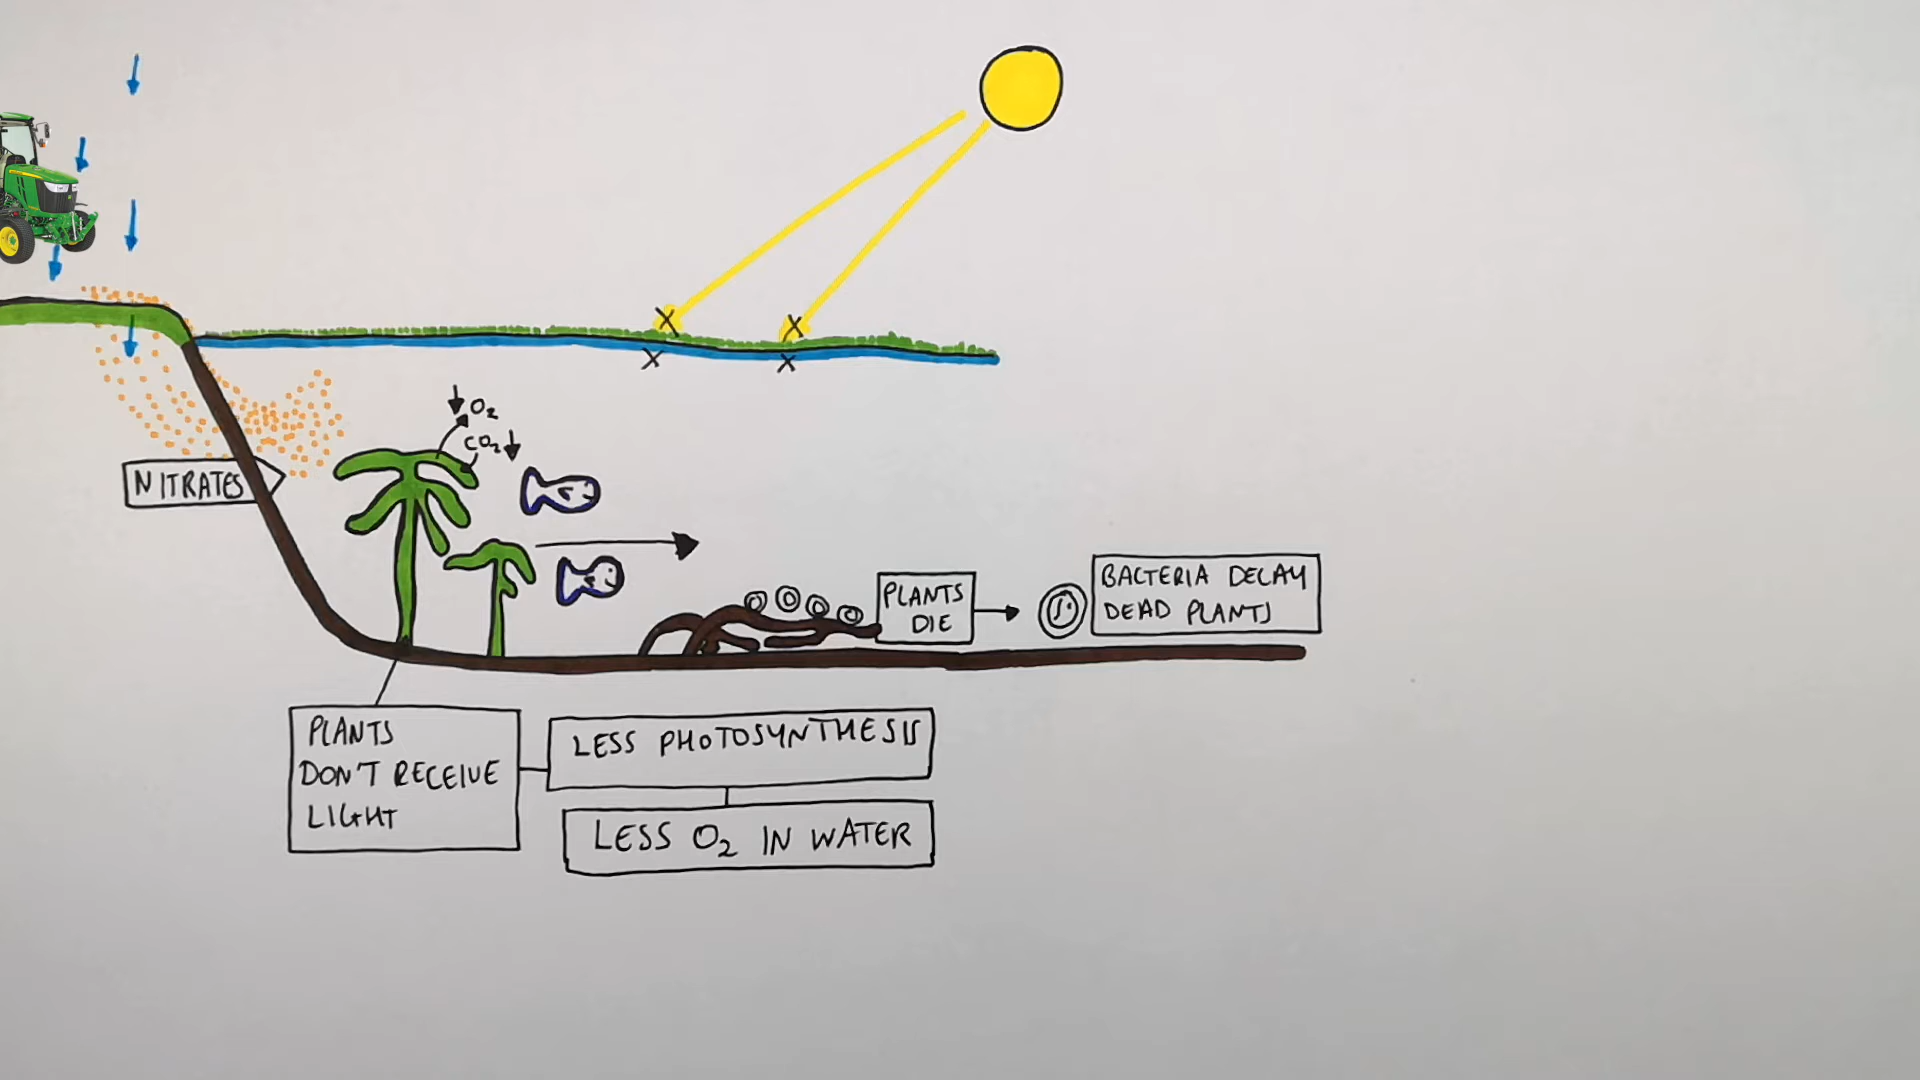 X X
X X
↓ O₂
CO₂ ↓
NITRATES
PLANTS
DIE
BACTERIA DECAY
DEAD PLANTS
PLANTS
DON'T RECEIVE
LIGHT
LESS PHOTOSYNTHESIS
LESS O₂ IN WATER